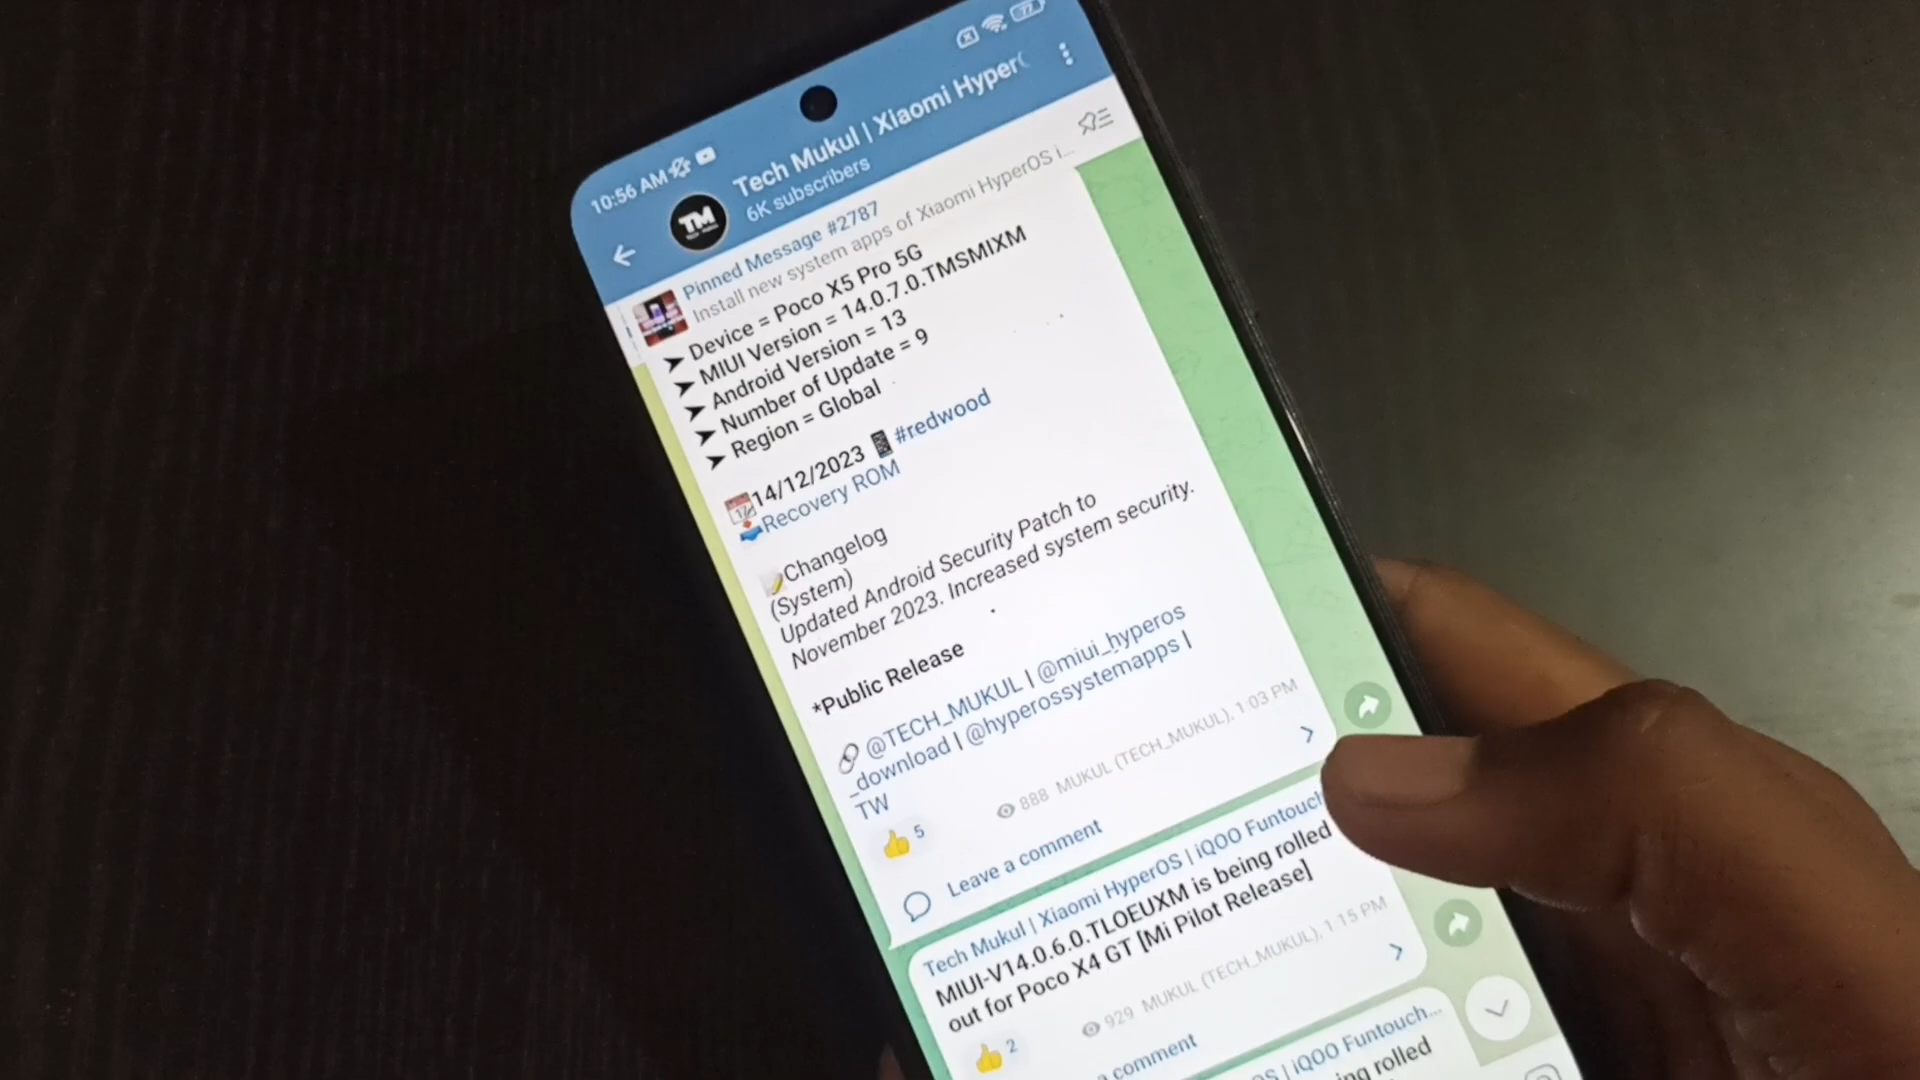 10:56 AM
77
Tech Mukul | Xiaomi Hyper
6K subscribers
TM
Pinned Message #2787
Install new system apps of Xiaomi HyperOS i...
➤ Device = Poco X5 Pro 5G
➤ MIUI Version = 14.0.7.0.TMSMIXM
➤ Android Version = 13
➤ Number of Update = 9
➤ Region = Global
📆14/12/2023 📱#redwood
Recovery ROM
📝Changelog
(System)
Updated Android Security Patch to
November 2023. Increased system security.
*Public Release
🔗 @TECH_MUKUL | @miui_hyperos
_download | @hyperossystemapps |
TW
👍 5
888 MUKUL (TECH_MUKUL), 1:03 PM
Leave a comment
Tech Mukul | Xiaomi HyperOS | iQOO Funtouch
MIUI-V14.0.6.0.TLOEUXM is being rolled
out for Poco X4 GT [Mi Pilot Release]
👍 2
929 MUKUL (TECH_MUKUL), 1:15 PM
a comment
OS | iQOO Funtouch...
ing rolled